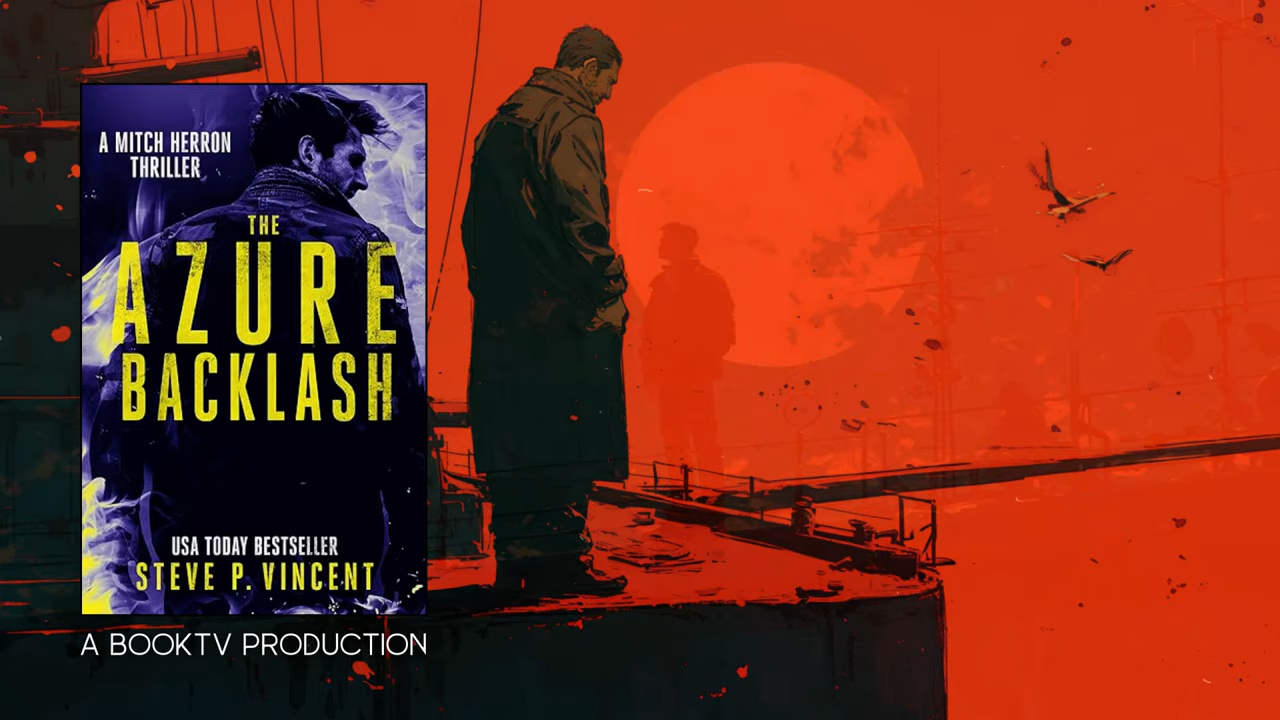 A MITCH HERRON
THRILLER
THE
AZURE
BACKLASH
USA TODAY BESTSELLER
STEVE P. VINCENT
A BOOKTV PRODUCTION